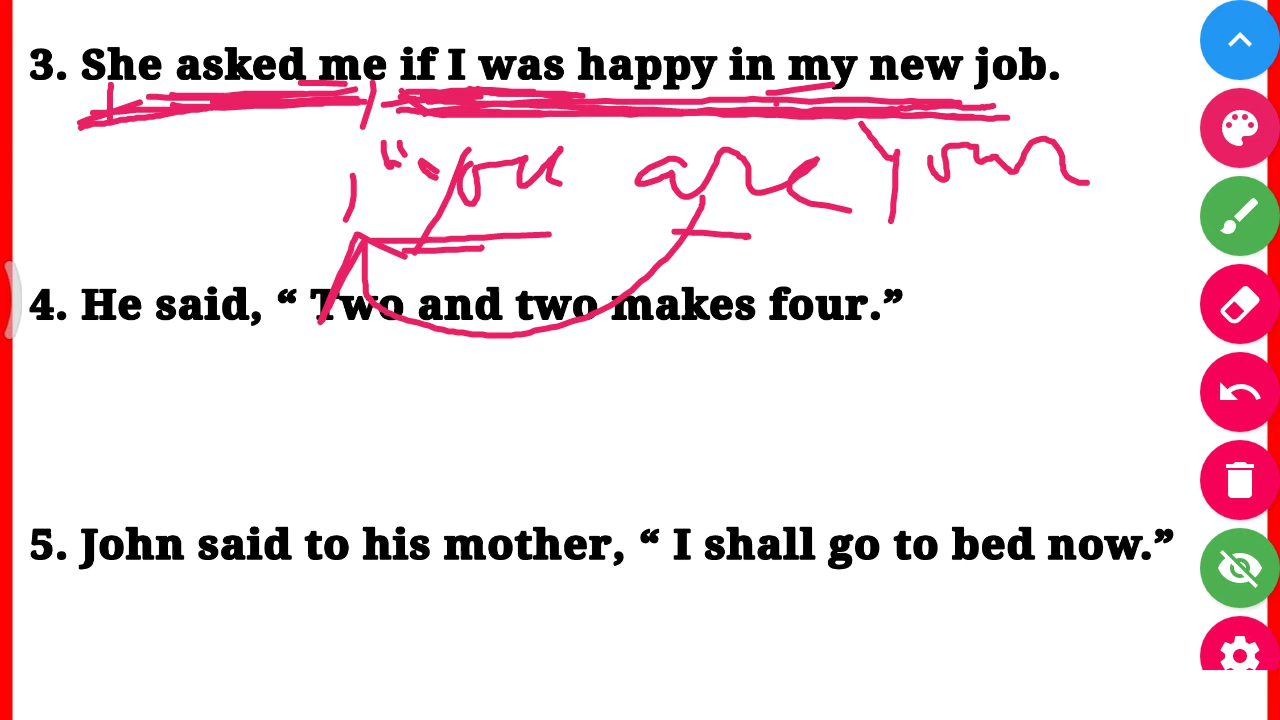 3. She asked me if I was happy in my new job.
" you are your
4. He said, “ Two and two makes four.”
5. John said to his mother, “ I shall go to bed now.”